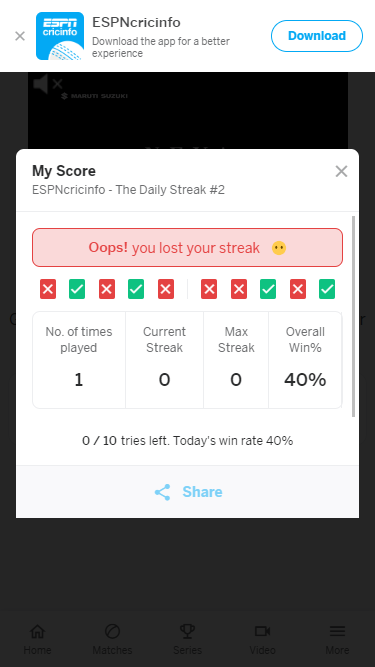 ESPN
cricinfo
ESPNcricinfo
Download the app for a better
experience
Download
MARUTI SUZUKI
My Score
ESPNcricinfo - The Daily Streak #2
Oops! you lost your streak
No. of times
played
1
Current
Streak
0
Max
Streak
0
Overall
Win%
40%
0 / 10 tries left. Today's win rate 40%
Share
Home
Matches
Series
Video
More